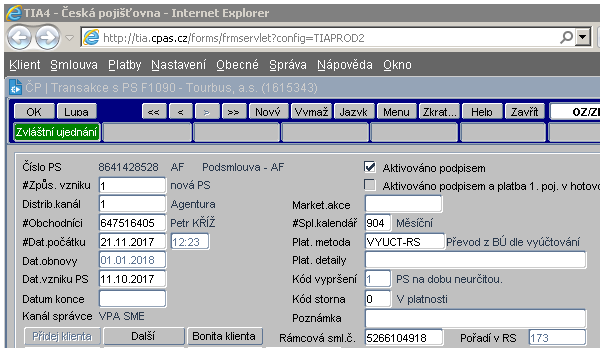 TIA4 - Česká pojišťovna - Internet Explorer
http://tia.cpas.cz/forms/frmservlet?config=TIAPROD2
Klient Smlouva Platby Nastavení Obecné Správa Nápověda Okno
ČP | Transakce s PS F1090 - Tourbus, a.s. (1615343)
OK Lupa << < > >> Nový Vymaž Jazyk Menu Zkrat... Help Zavřít
Zvláštní ujednání
Číslo PS 8641428528 AF Podsmlouva - AF Aktivováno podpisem
#Způs. vzniku 1 nová PS Aktivováno podpisem a platba 1. poj. v
Distrib.kanál 1 Agentura Market.akce
#Obchodníci 647516405 Petr KŘÍŽ #Spl.kalendář 904 Měsíční
#Dat.počátku 21.11.2017 12:23 Plat. metoda VYUCT-RS Převod z BÚ dle vyúčtování
Dat.obnovy 01.01.2018 Plat. detaily
Dat.vzniku PS 11.10.2017 Kód vypršení 1 PS na dobu neurčitou.
Datum konce Kód storna 0 V platnosti
Kanál správce VPA SME Poznámka
Přidej klienta Další Bonita klienta Rámcová sml.č. 5266104918 Pořadí v RS 173